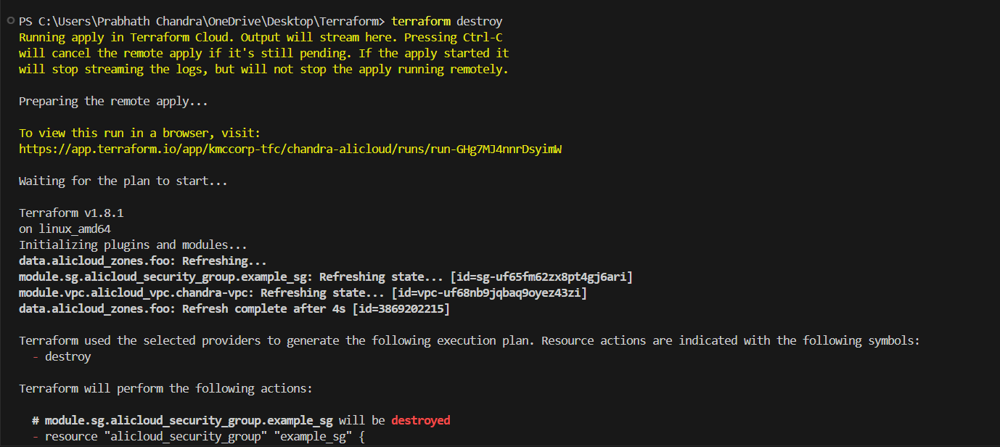 PS C:\Users\Prabhath Chandra\OneDrive\Desktop\Terraform> terraform destroy
Running apply in Terraform Cloud. Output will stream here. Pressing Ctrl-C
will cancel the remote apply if it's still pending. If the apply started it
will stop streaming the logs, but will not stop the apply running remotely.
Preparing the remote apply...
To view this run in a browser, visit:
https://app.terraform.io/app/kmccorp-tfc/chandra-alicloud/runs/run-GHg7MJ4nnrDsyimW
Waiting for the plan to start...
Terraform v1.8.1
on linux_amd64
Initializing plugins and modules...
data.alicloud_zones.foo: Refreshing...
module.sg.alicloud_security_group.example_sg: Refreshing state... [id=sg-uf65fm62zx8pt4gj6ari]
module.vpc.alicloud_vpc.chandra-vpc: Refreshing state... [id=vpc-uf68nb9jqbaq9oyez43zi]
data.alicloud_zones.foo: Refresh complete after 4s [id=3869202215]
Terraform used the selected providers to generate the following execution plan. Resource actions are indicated with the following symbols:
  - destroy
Terraform will perform the following actions:
  # module.sg.alicloud_security_group.example_sg will be destroyed
  - resource "alicloud_security_group" "example_sg" {